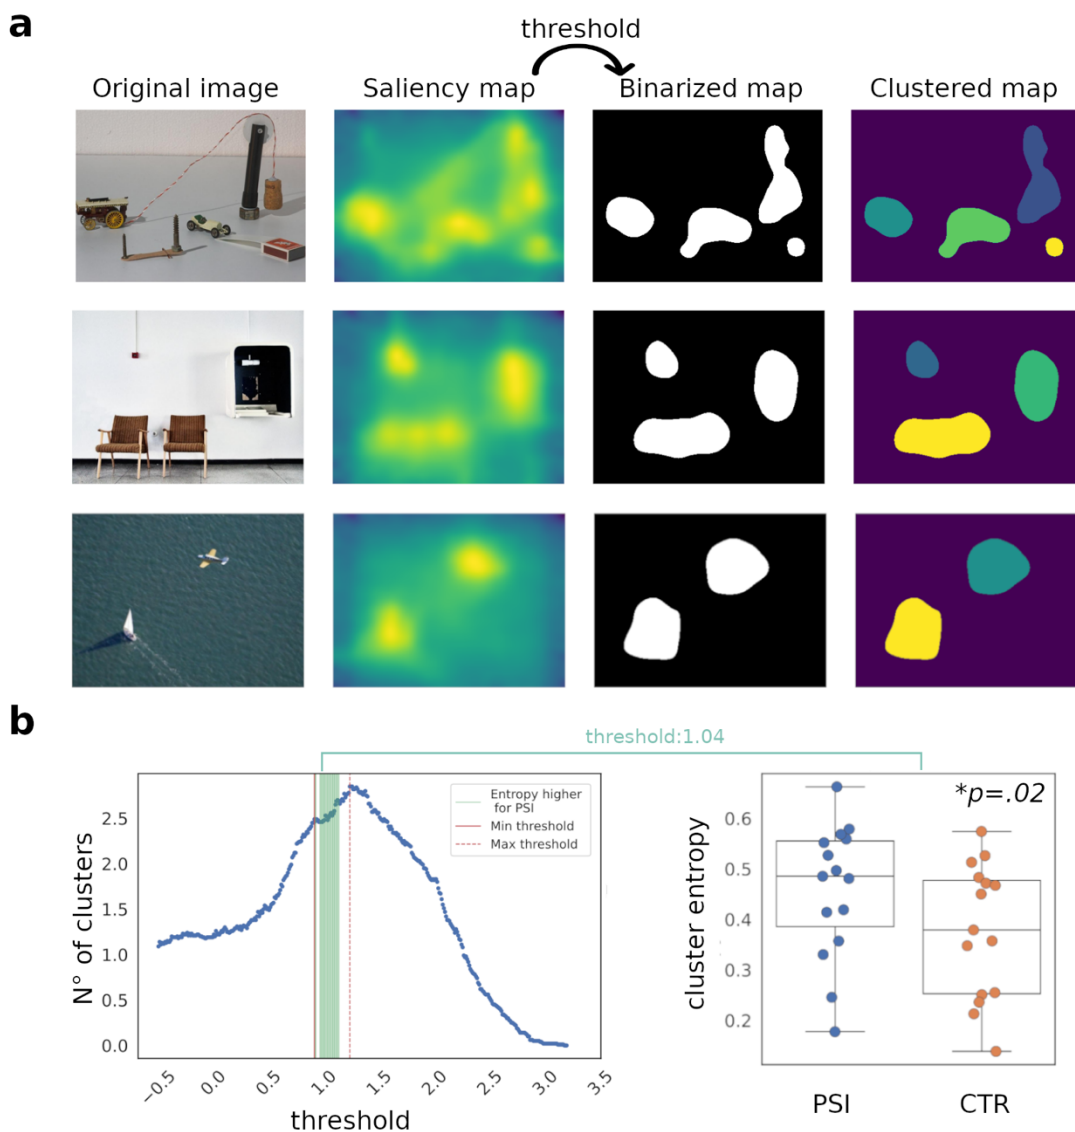 a
threshold
Original image
Saliency map
Binarized map
Clustered map
b
threshold:1.04
N° of clusters
2.5
2.0
1.5
1.0
0.5
0.0
Entropy higher
for PSI
Min threshold
Max threshold
−0.5
0.0
0.5
1.0
1.5
2.0
2.5
3.0
3.5
threshold
cluster entropy
0.6
0.5
0.4
0.3
0.2
*p=.02
PSI
CTR